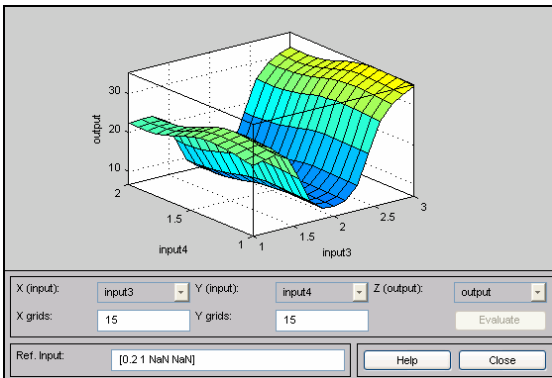 30
20
10
output
2
1.5
1
input4
1
1.5
2
2.5
3
input3
X (input): input3 Y (input): input4 Z (output): output
X grids: 15 Y grids: 15 Evaluate
Ref. Input: [0.2 1 NaN NaN] Help Close